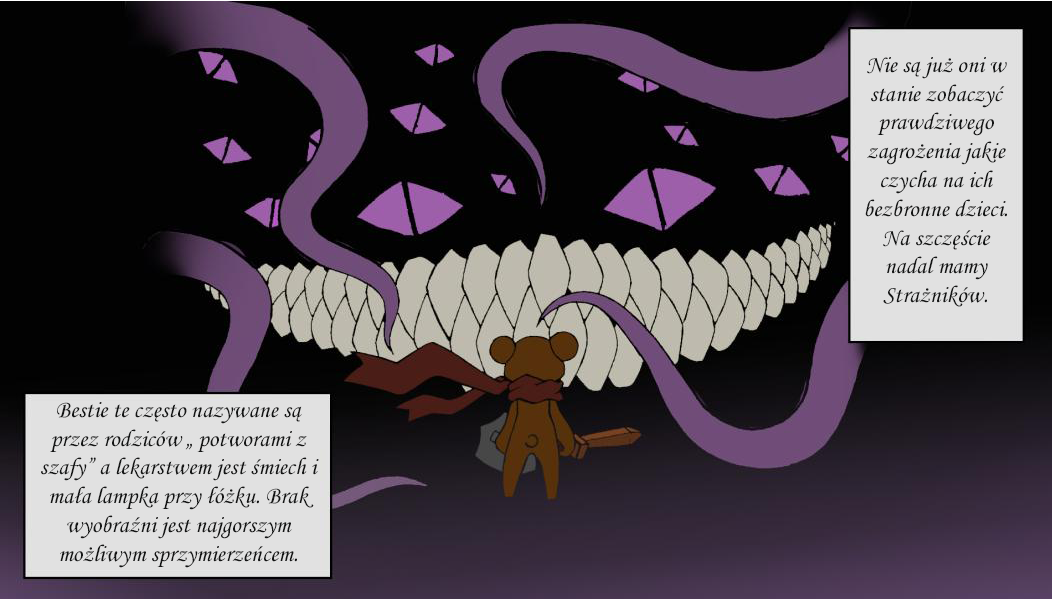 Bestie te często nazywane są
przez rodziców „ potworami z
szafy” a lekarstwem jest śmiech i
mała lampka przy łóżku. Brak
wyobraźni jest najgorszym
możliwym sprzymierzeńcem.
Nie są już oni w
stanie zobaczyć
prawdziwego
zagrożenia jakie
czycha na ich
bezbronne dzieci.
Na szczęście
nadal mamy
Strażników.